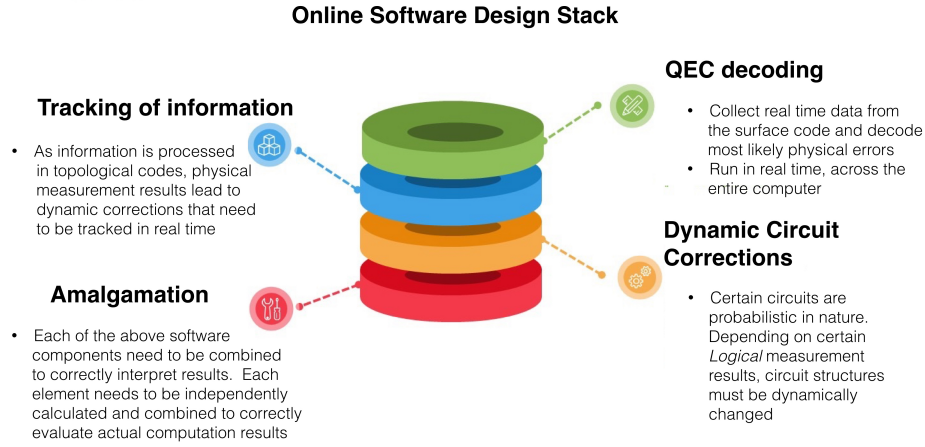 Online Software Design Stack
QEC decoding
• Collect real time data from
the surface code and decode
most likely physical errors
• Run in real time, across the
entire computer
Tracking of information
• As information is processed
in topological codes, physical
measurement results lead to
dynamic corrections that need
to be tracked in real time
Dynamic Circuit
Corrections
• Certain circuits are
probabilistic in nature.
Depending on certain
Logical measurement
results, circuit structures
must be dynamically
changed
Amalgamation
• Each of the above software
components need to be combined
to correctly interpret results. Each
element needs to be independently
calculated and combined to correctly
evaluate actual computation results